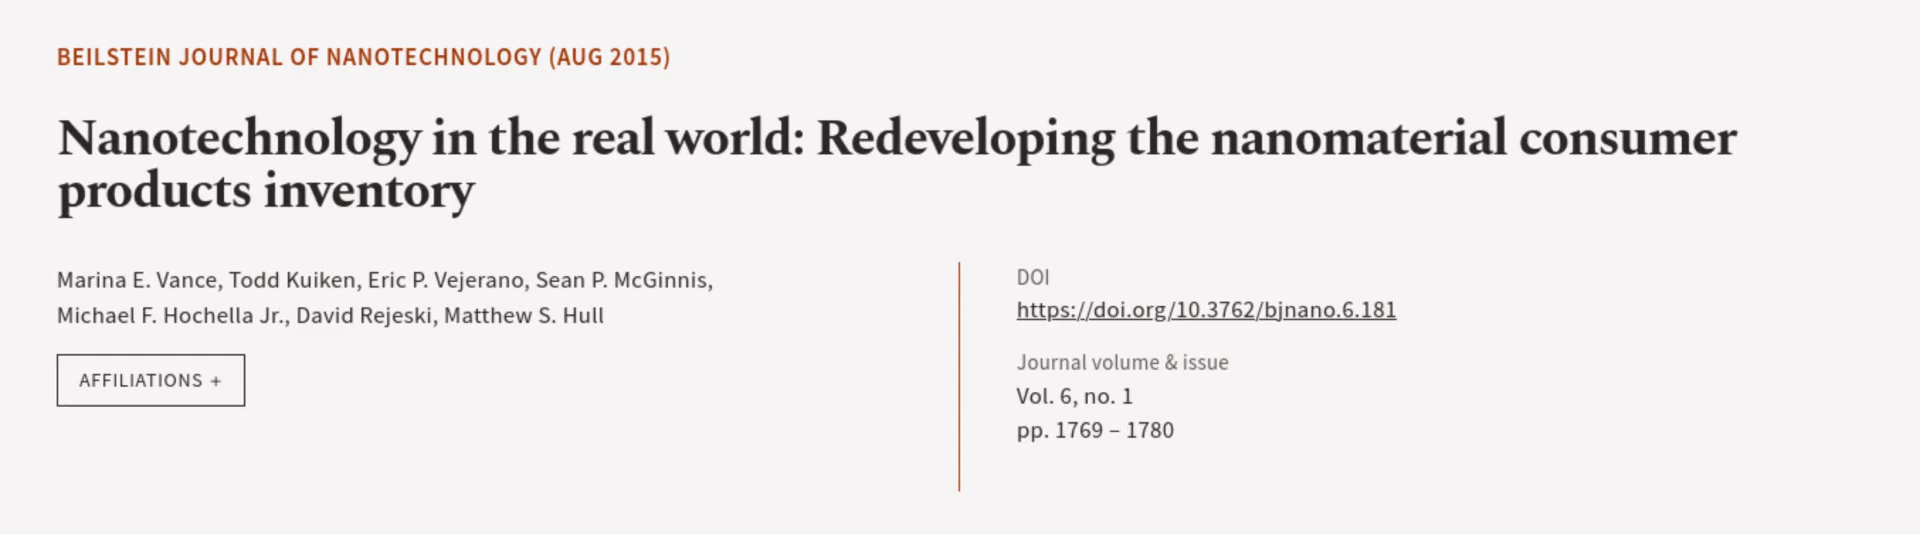 BEILSTEIN JOURNAL OF NANOTECHNOLOGY (AUG 2015)
Nanotechnology in the real world: Redeveloping the nanomaterial consumer
products inventory
Marina E. Vance, Todd Kuiken, Eric P. Vejerano, Sean P. McGinnis,
Michael F. Hochella Jr., David Rejeski, Matthew S. Hull
AFFILIATIONS +
DOI
https://doi.org/10.3762/bjnano.6.181
Journal volume & issue
Vol. 6, no. 1
pp. 1769 – 1780